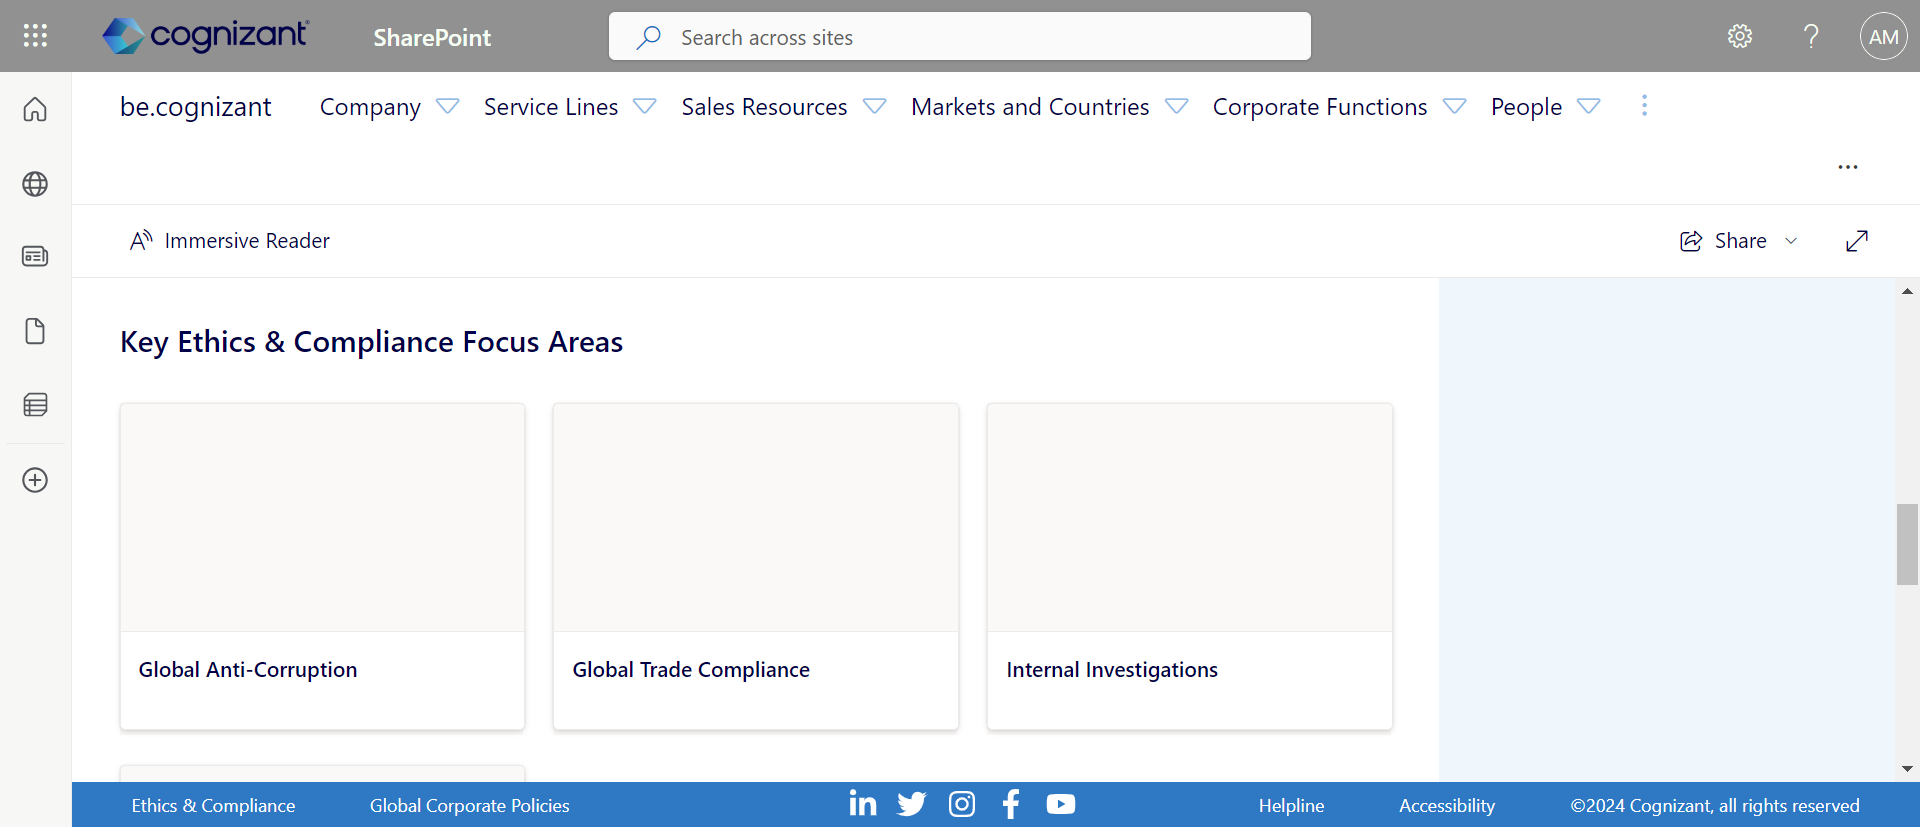 cognizant
SharePoint
Search across sites
AM
be.cognizant
Company
Service Lines
Sales Resources
Markets and Countries
Corporate Functions
People
Immersive Reader
Share
Key Ethics & Compliance Focus Areas
Global Anti-Corruption
Global Trade Compliance
Internal Investigations
Ethics & Compliance
Global Corporate Policies
Helpline
Accessibility
©2024 Cognizant, all rights reserved